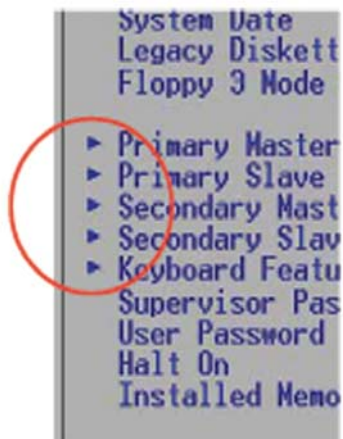 System Date
Legacy Diskett
Floppy 3 Mode
Primary Master
Primary Slave
Secondary Mast
Secondary Slav
Keyboard Featu
Supervisor Pas
User Password
Halt On
Installed Memo